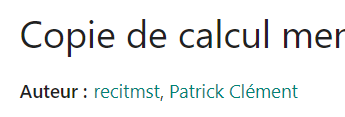 Copie de calcul mer
Auteur : recitmst, Patrick Clément